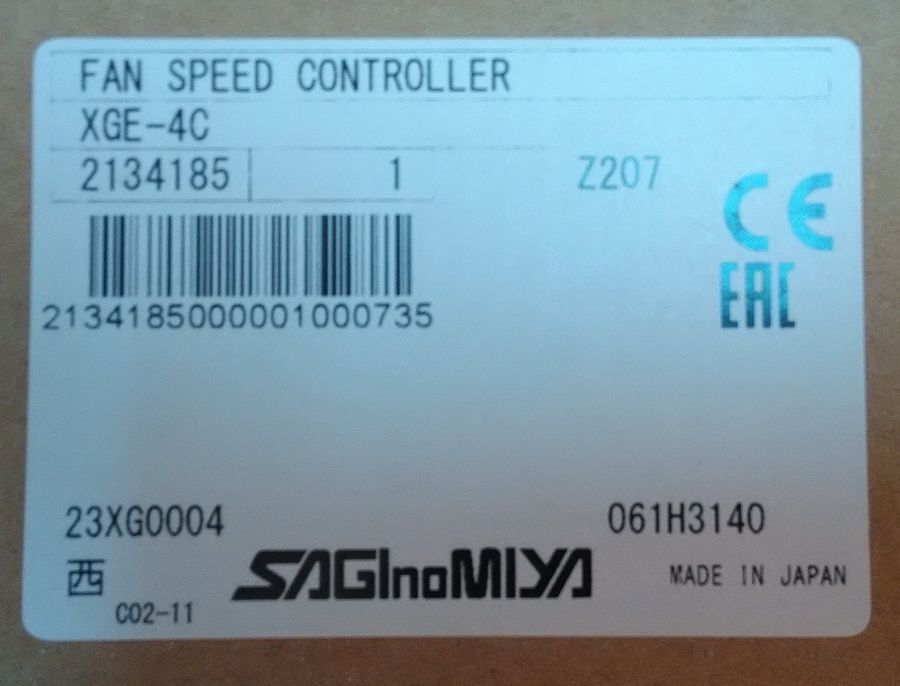 FAN SPEED CONTROLLER
XGE-4C
2134185 1 Z207
CE
EAC
2134185000001000735
23XG0004 061H3140
西 SAGInoMIYA MADE IN JAPAN
C02-11